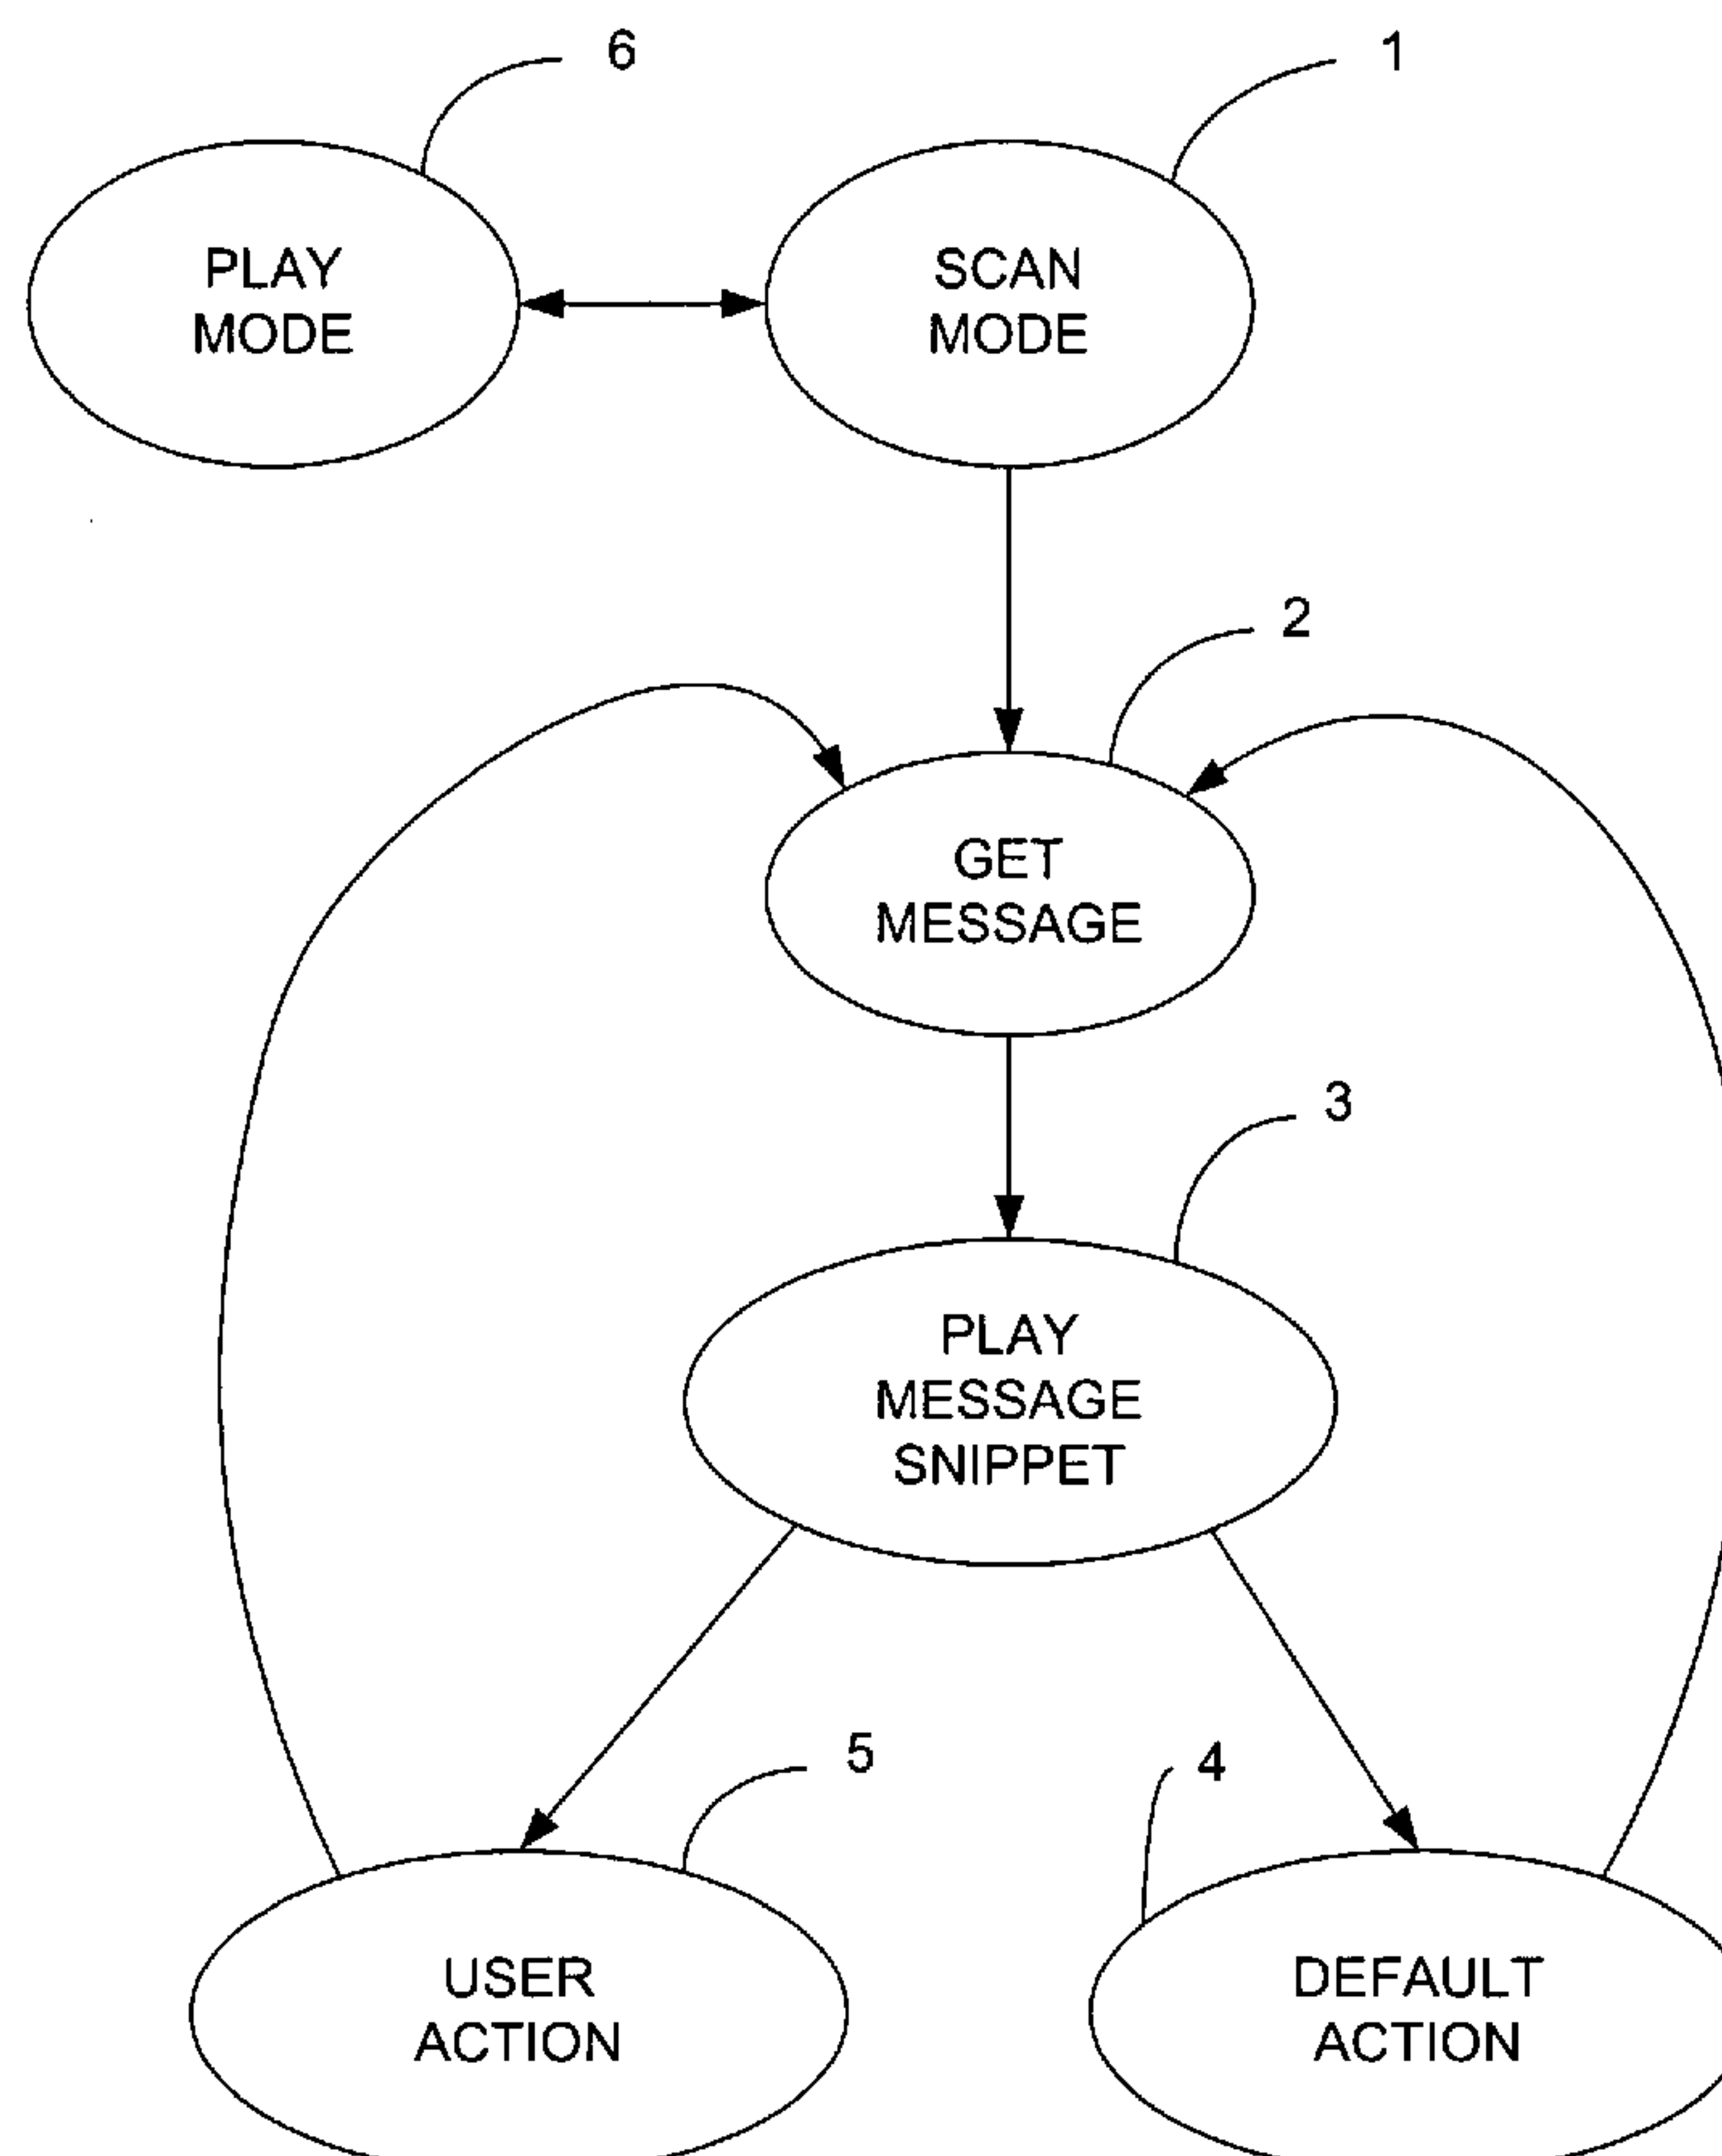 6
1
PLAY
MODE
SCAN
MODE
2
GET
MESSAGE
3
PLAY
MESSAGE
SNIPPET
5
4
USER
ACTION
DEFAULT
ACTION